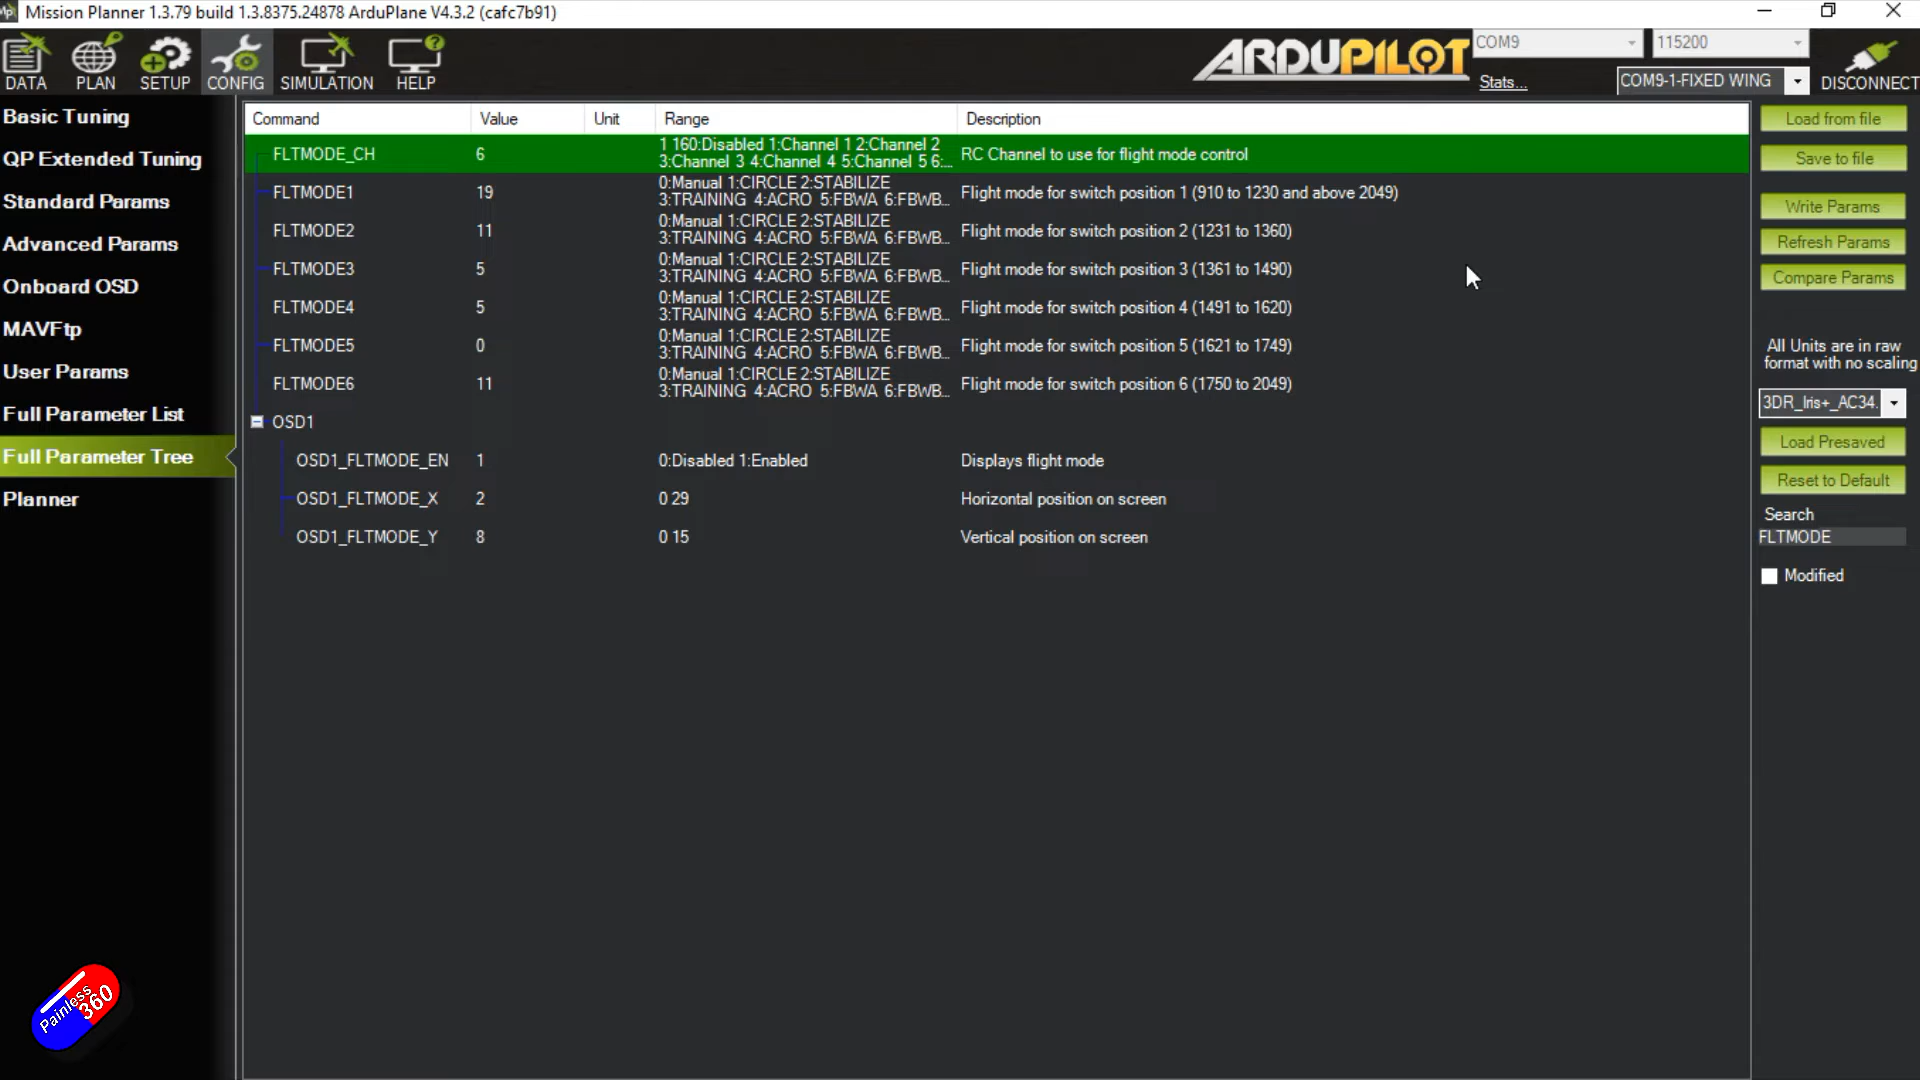 Mp Mission Planner 1.3.79 build 1.3.8375.24878 ArduPlane V4.3.2 (cafc7b91)
DATA PLAN SETUP CONFIG SIMULATION HELP
ARDUPILOT
COM9 115200
Stats... COM9-1-FIXED WING DISCONNECT
Basic Tuning
QP Extended Tuning
Standard Params
Advanced Params
Onboard OSD
MAVFtp
User Params
Full Parameter List
Full Parameter Tree
Planner
Command Value Unit Range Description
FLTMODE_CH 6 1 160:Disabled 1:Channel 1 2:Channel 2
3:Channel 3 4:Channel 4 5:Channel 5 6:... RC Channel to use for flight mode control
FLTMODE1 19 0:Manual 1:CIRCLE 2:STABILIZE
3:TRAINING 4:ACRO 5:FBWA 6:FBWB... Flight mode for switch position 1 (910 to 1230 and above 2049)
FLTMODE2 11 0:Manual 1:CIRCLE 2:STABILIZE
3:TRAINING 4:ACRO 5:FBWA 6:FBWB... Flight mode for switch position 2 (1231 to 1360)
FLTMODE3 5 0:Manual 1:CIRCLE 2:STABILIZE
3:TRAINING 4:ACRO 5:FBWA 6:FBWB... Flight mode for switch position 3 (1361 to 1490)
FLTMODE4 5 0:Manual 1:CIRCLE 2:STABILIZE
3:TRAINING 4:ACRO 5:FBWA 6:FBWB... Flight mode for switch position 4 (1491 to 1620)
FLTMODE5 0 0:Manual 1:CIRCLE 2:STABILIZE
3:TRAINING 4:ACRO 5:FBWA 6:FBWB... Flight mode for switch position 5 (1621 to 1749)
FLTMODE6 11 0:Manual 1:CIRCLE 2:STABILIZE
3:TRAINING 4:ACRO 5:FBWA 6:FBWB... Flight mode for switch position 6 (1750 to 2049)
OSD1
OSD1_FLTMODE_EN 1 0:Disabled 1:Enabled Displays flight mode
OSD1_FLTMODE_X 2 0 29 Horizontal position on screen
OSD1_FLTMODE_Y 8 0 15 Vertical position on screen
Load from file
Save to file
Write Params
Refresh Params
Compare Params
All Units are in raw
format with no scaling
3DR_Iris+_AC34.
Load Presaved
Reset to Default
Search
FLTMODE
Modified
Painless
360